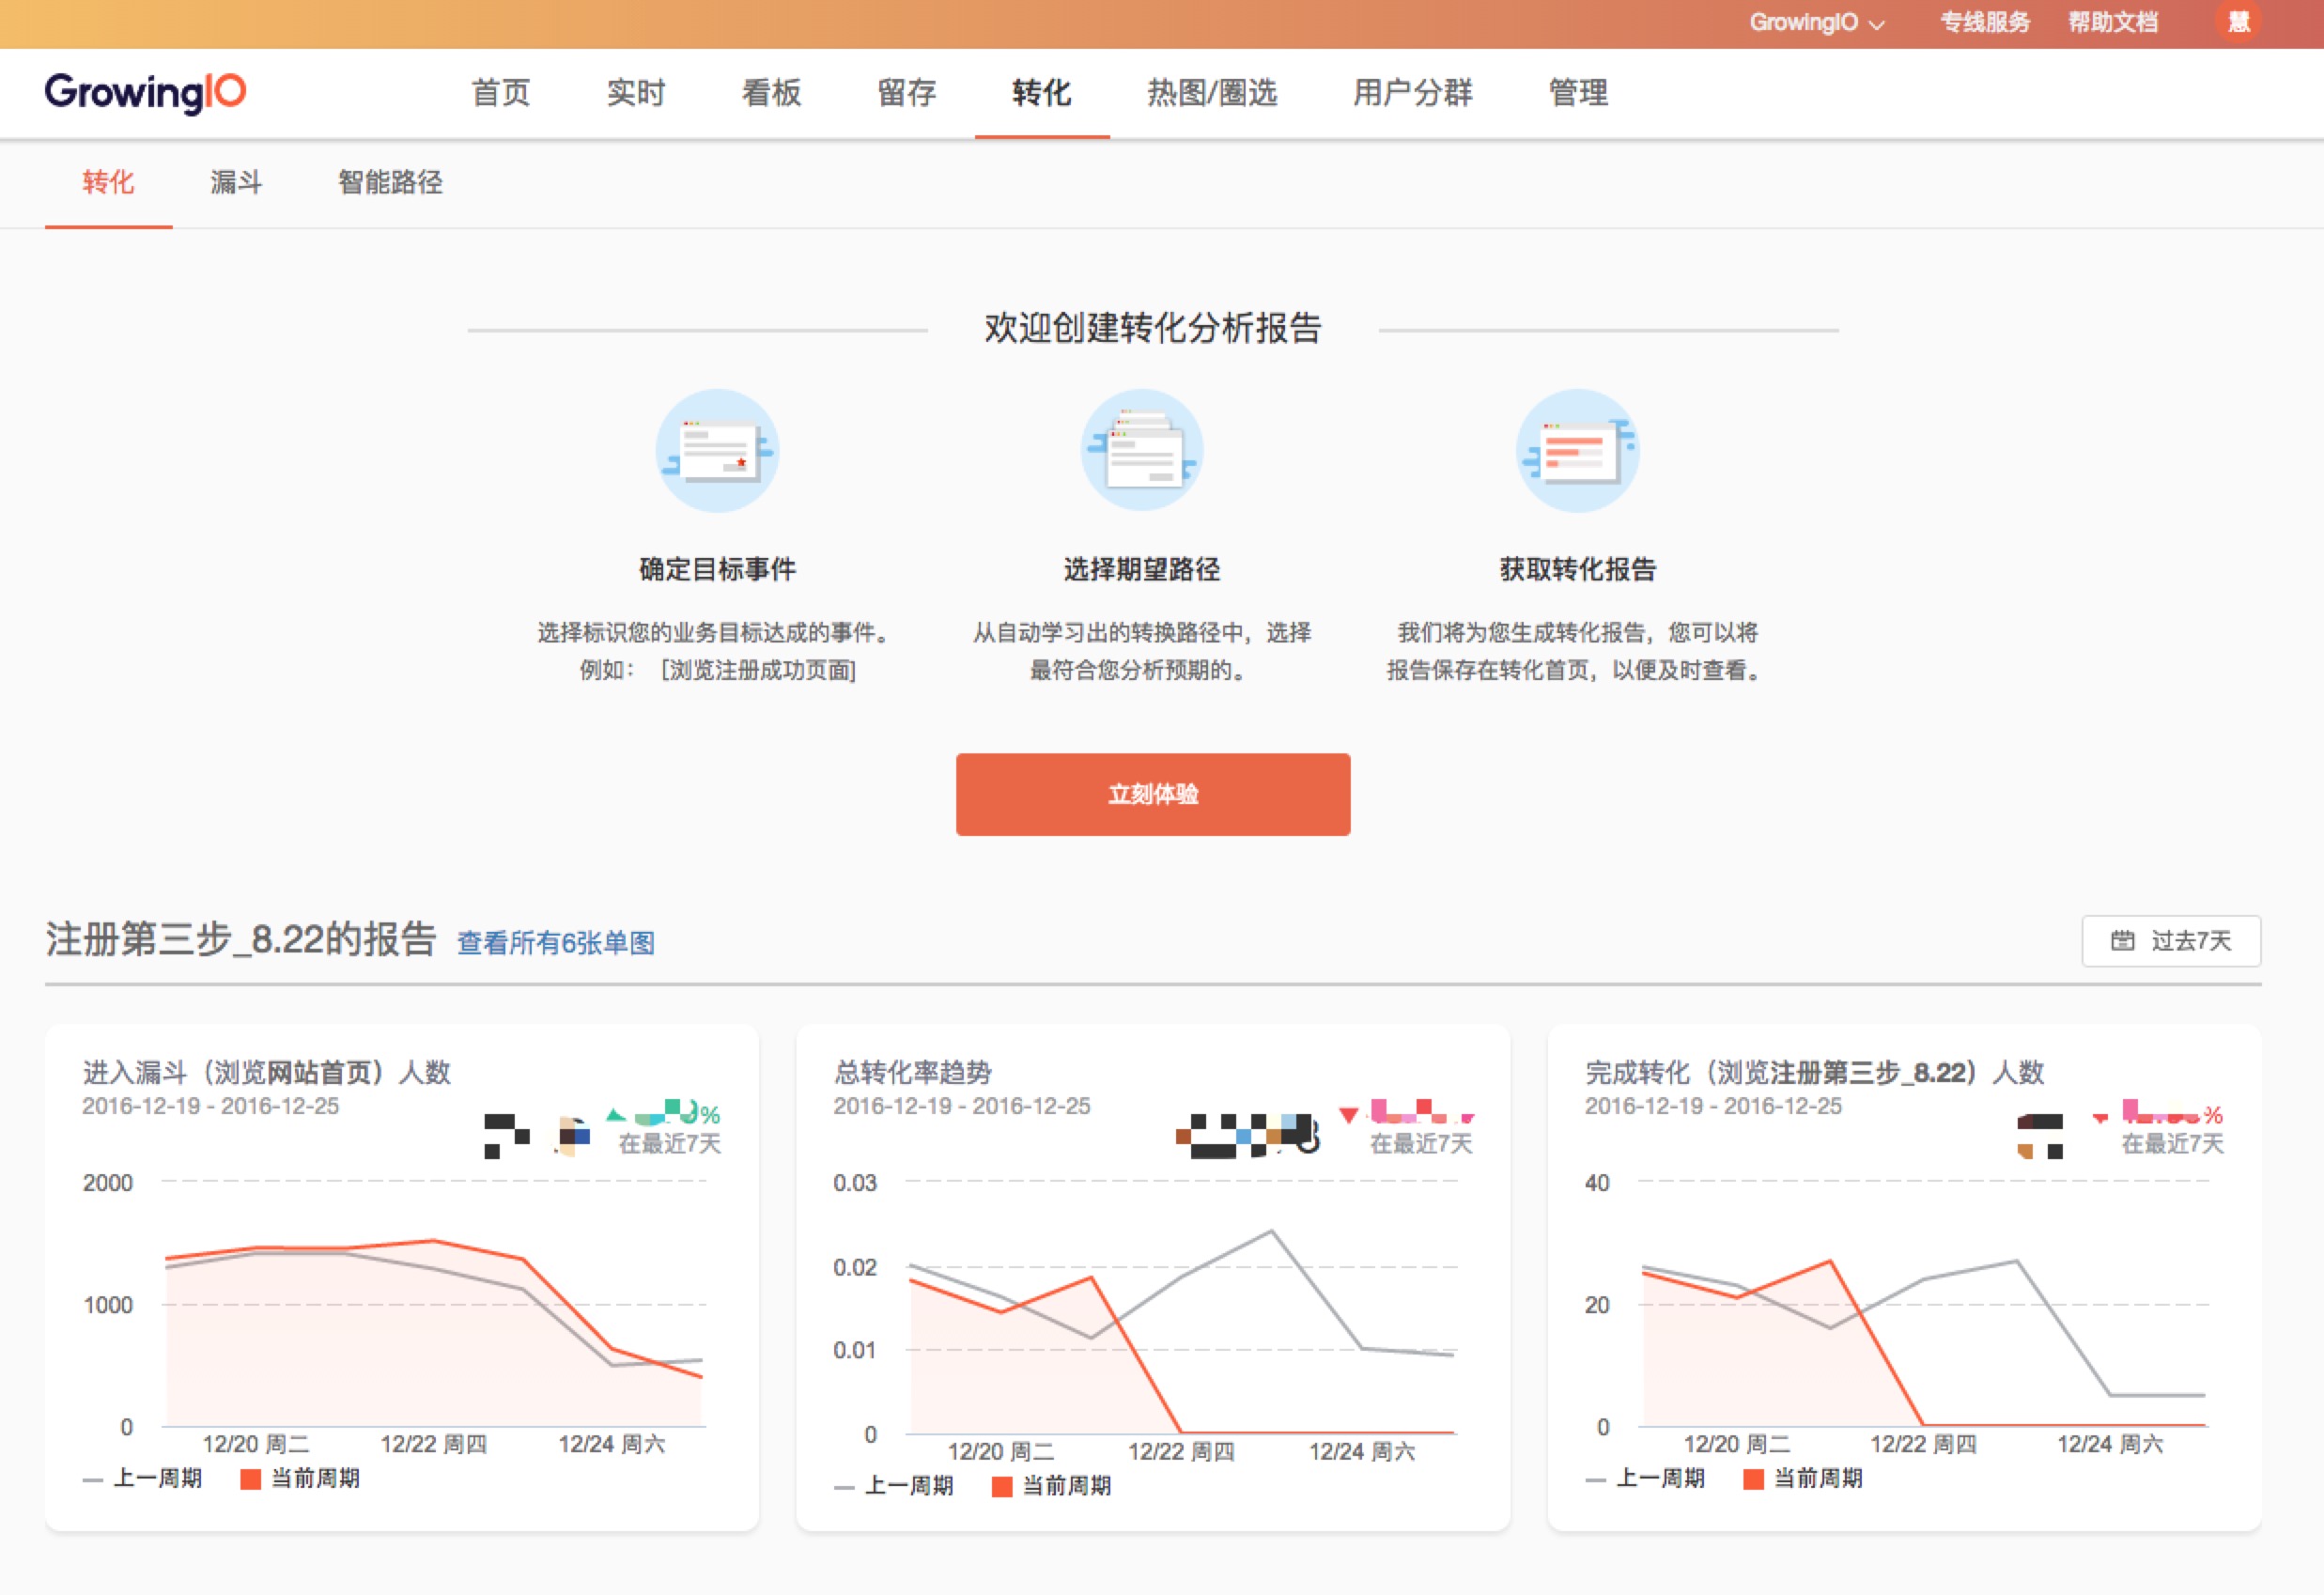 GrowingIO 专线服务 帮助文档 慧
GrowingIO 首页 实时 看板 留存 转化 热图/圈选 用户分群 管理
转化 漏斗 智能路径
欢迎创建转化分析报告
确定目标事件 选择期望路径 获取转化报告
选择标识您的业务目标达成的事件。 从自动学习出的转换路径中，选择 我们将为您生成转化报告，您可以将
例如： [浏览注册成功页面] 最符合您分析预期的。 报告保存在转化首页，以便及时查看。
立刻体验
注册第三步_8.22的报告 查看所有6张单图 过去7天
进入漏斗（浏览网站首页）人数
2016-12-19 - 2016-12-25
%
在最近7天
2000
1000
0
12/20 周二 12/22 周四 12/24 周六
上一周期 当前周期
总转化率趋势
2016-12-19 - 2016-12-25
在最近7天
0.03
0.02
0.01
0
12/20 周二 12/22 周四 12/24 周六
上一周期 当前周期
完成转化（浏览注册第三步_8.22）人数
2016-12-19 - 2016-12-25
%
在最近7天
40
20
0
12/20 周二 12/22 周四 12/24 周六
上一周期 当前周期